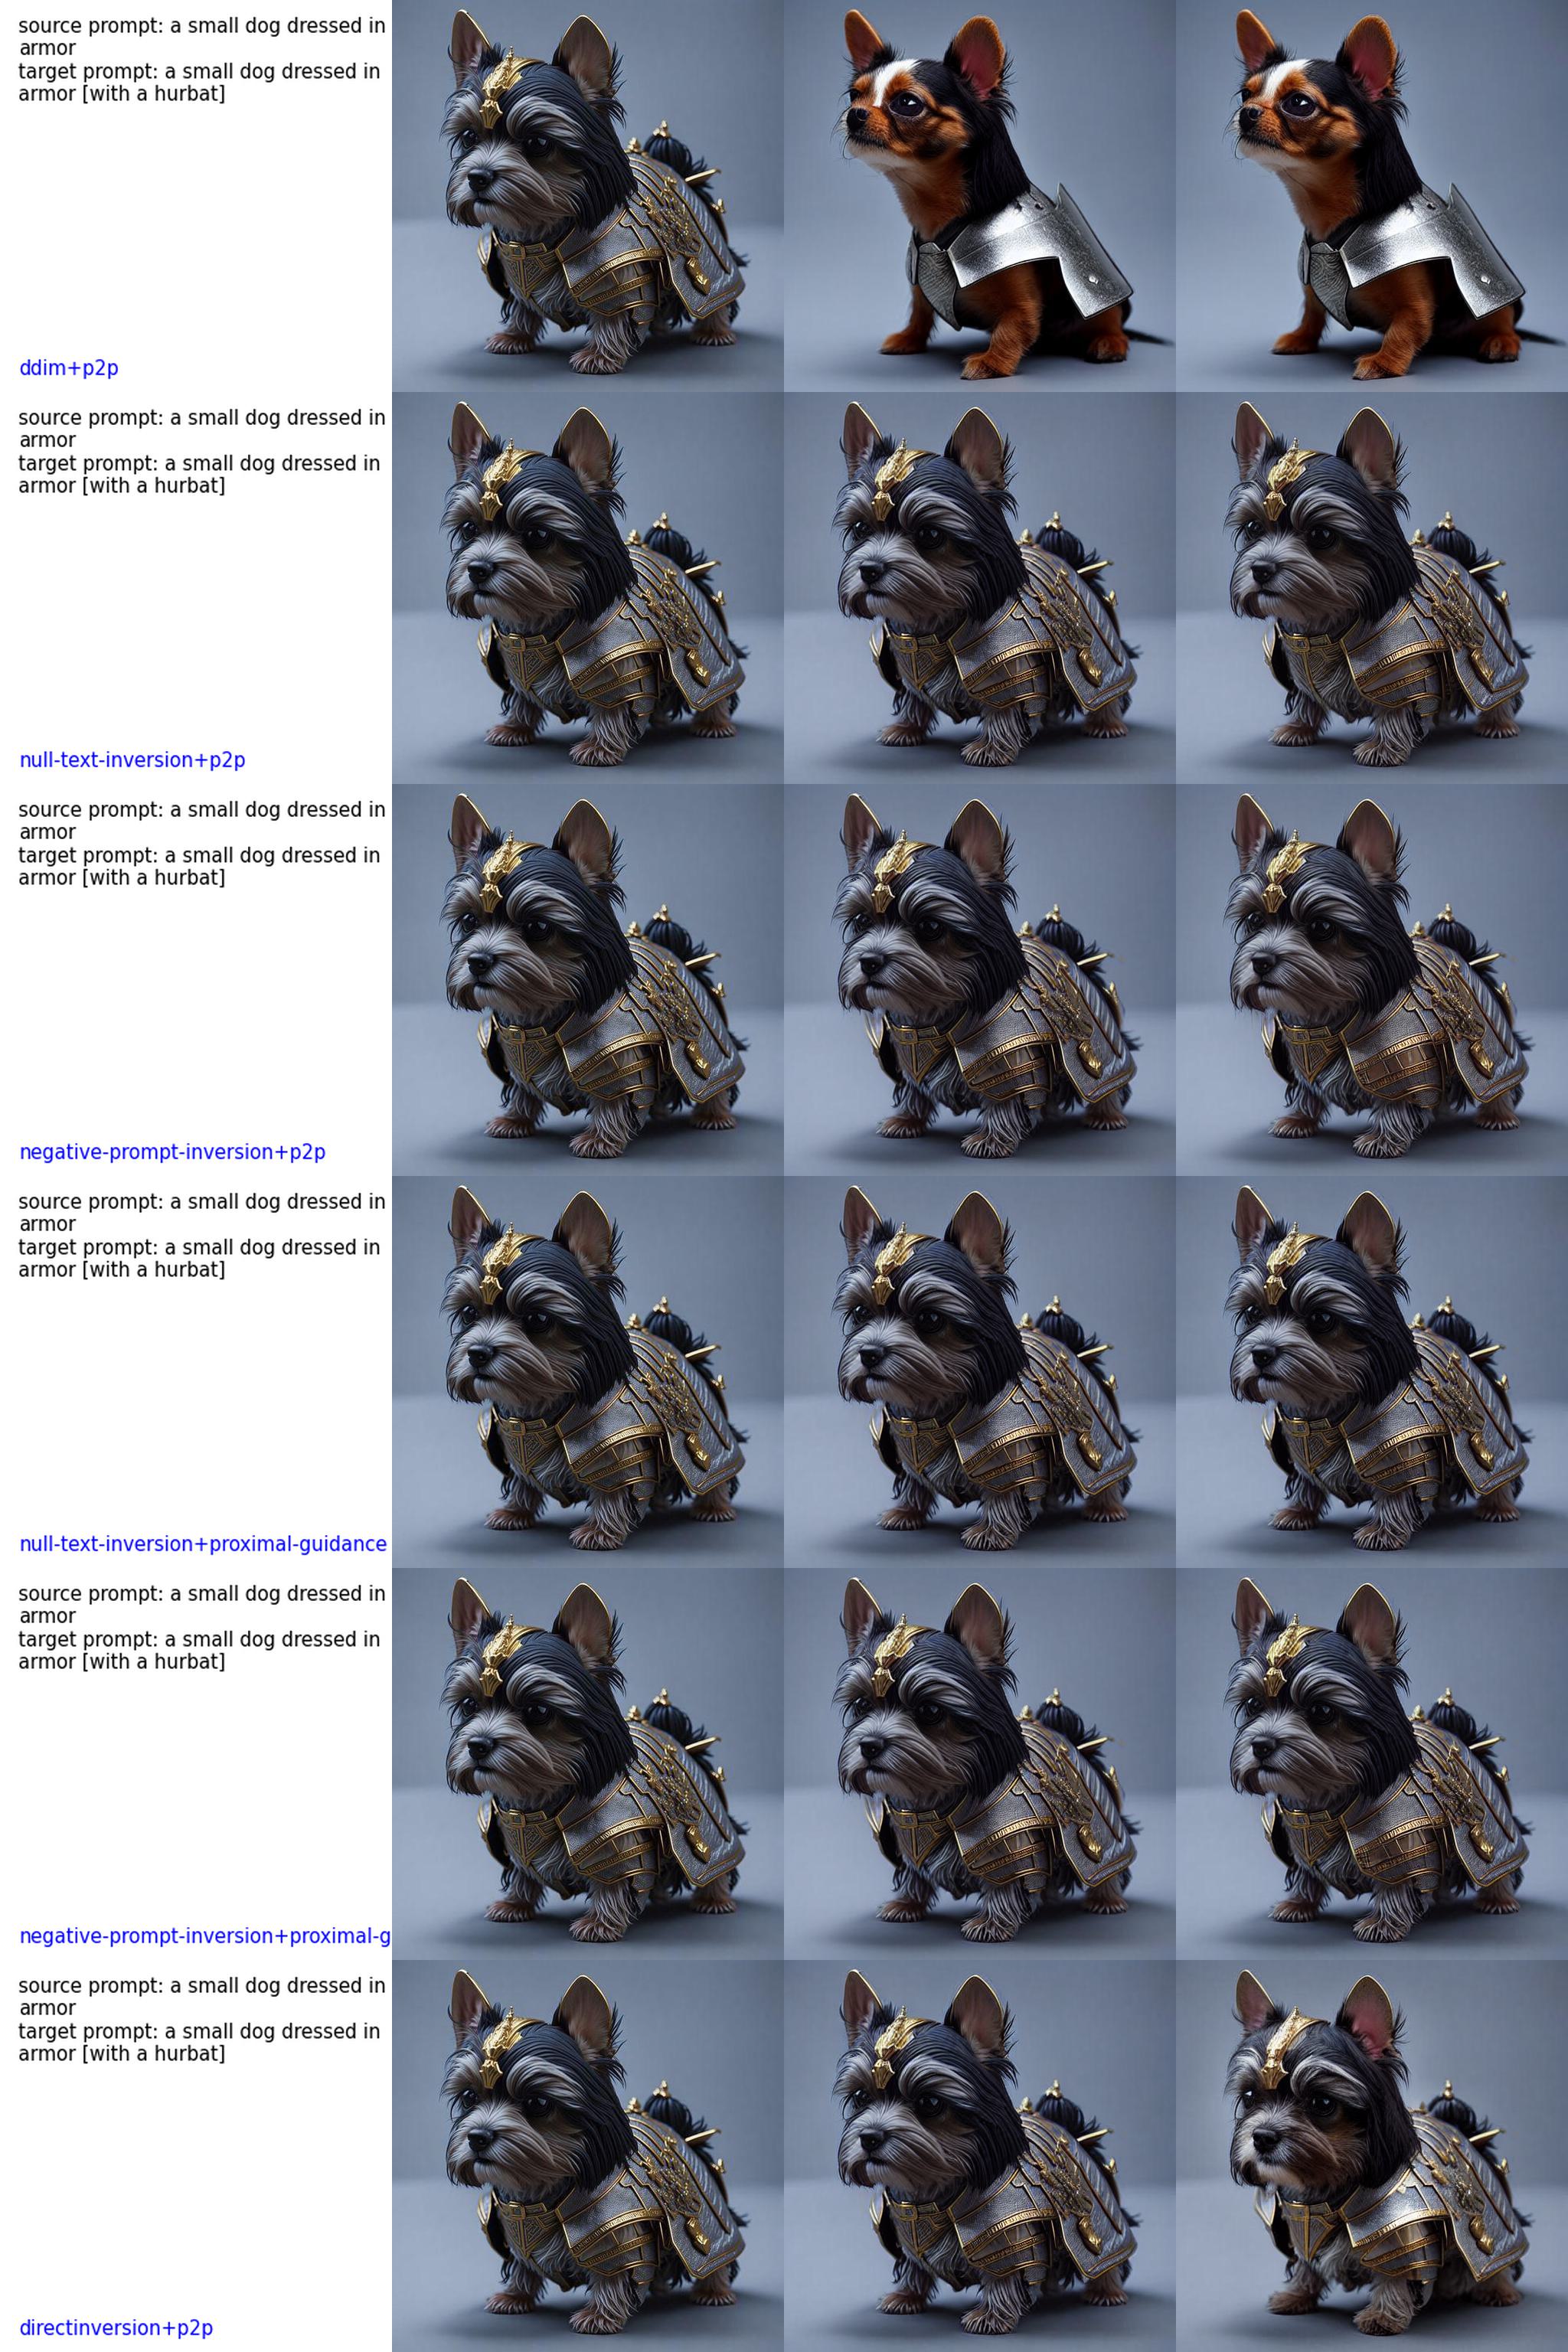 source prompt: a small dog dressed in
armor
target prompt: a small dog dressed in
armor [with a hurbat]
ddim+p2p
source prompt: a small dog dressed in
armor
target prompt: a small dog dressed in
armor [with a hurbat]
null-text-inversion+p2p
source prompt: a small dog dressed in
armor
target prompt: a small dog dressed in
armor [with a hurbat]
negative-prompt-inversion+p2p
source prompt: a small dog dressed in
armor
target prompt: a small dog dressed in
armor [with a hurbat]
null-text-inversion+proximal-guidance
source prompt: a small dog dressed in
armor
target prompt: a small dog dressed in
armor [with a hurbat]
negative-prompt-inversion+proximal-g
source prompt: a small dog dressed in
armor
target prompt: a small dog dressed in
armor [with a hurbat]
directinversion+p2p